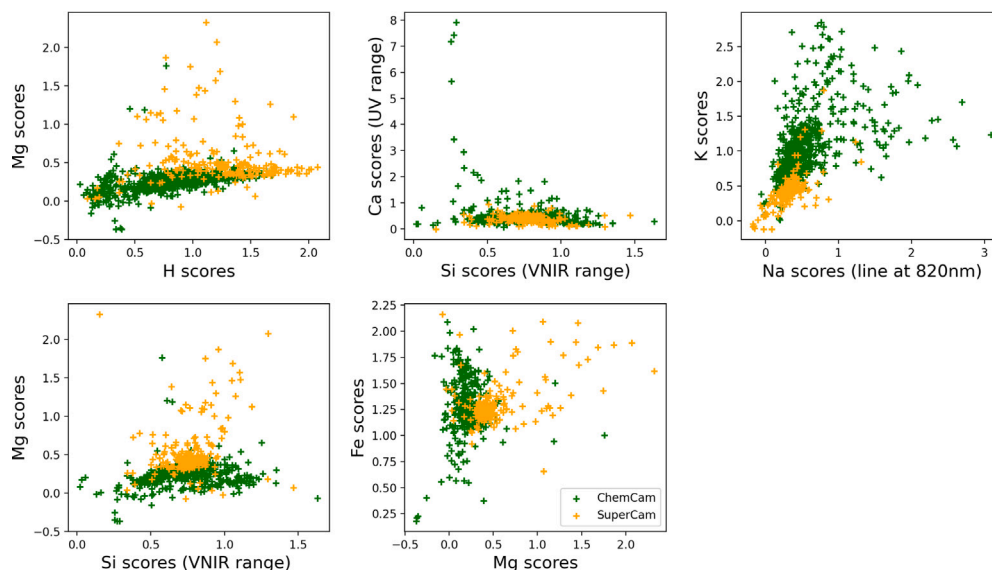 2.0
1.5
1.0
0.5
0.0
−0.5
0.0 0.5 1.0 1.5 2.0
Mg scores
H scores
8
7
6
5
4
3
2
1
0
0.0 0.5 1.0 1.5
Ca scores (UV range)
Si scores (VNIR range)
2.5
2.0
1.5
1.0
0.5
0.0
0 1 2 3
K scores
Na scores (line at 820nm)
2.0
1.5
1.0
0.5
0.0
−0.5
0.0 0.5 1.0 1.5
Mg scores
Si scores (VNIR range)
2.25
2.00
1.75
1.50
1.25
1.00
0.75
0.50
0.25
−0.5 0.0 0.5 1.0 1.5 2.0
Fe scores
Mg scores
ChemCam
SuperCam